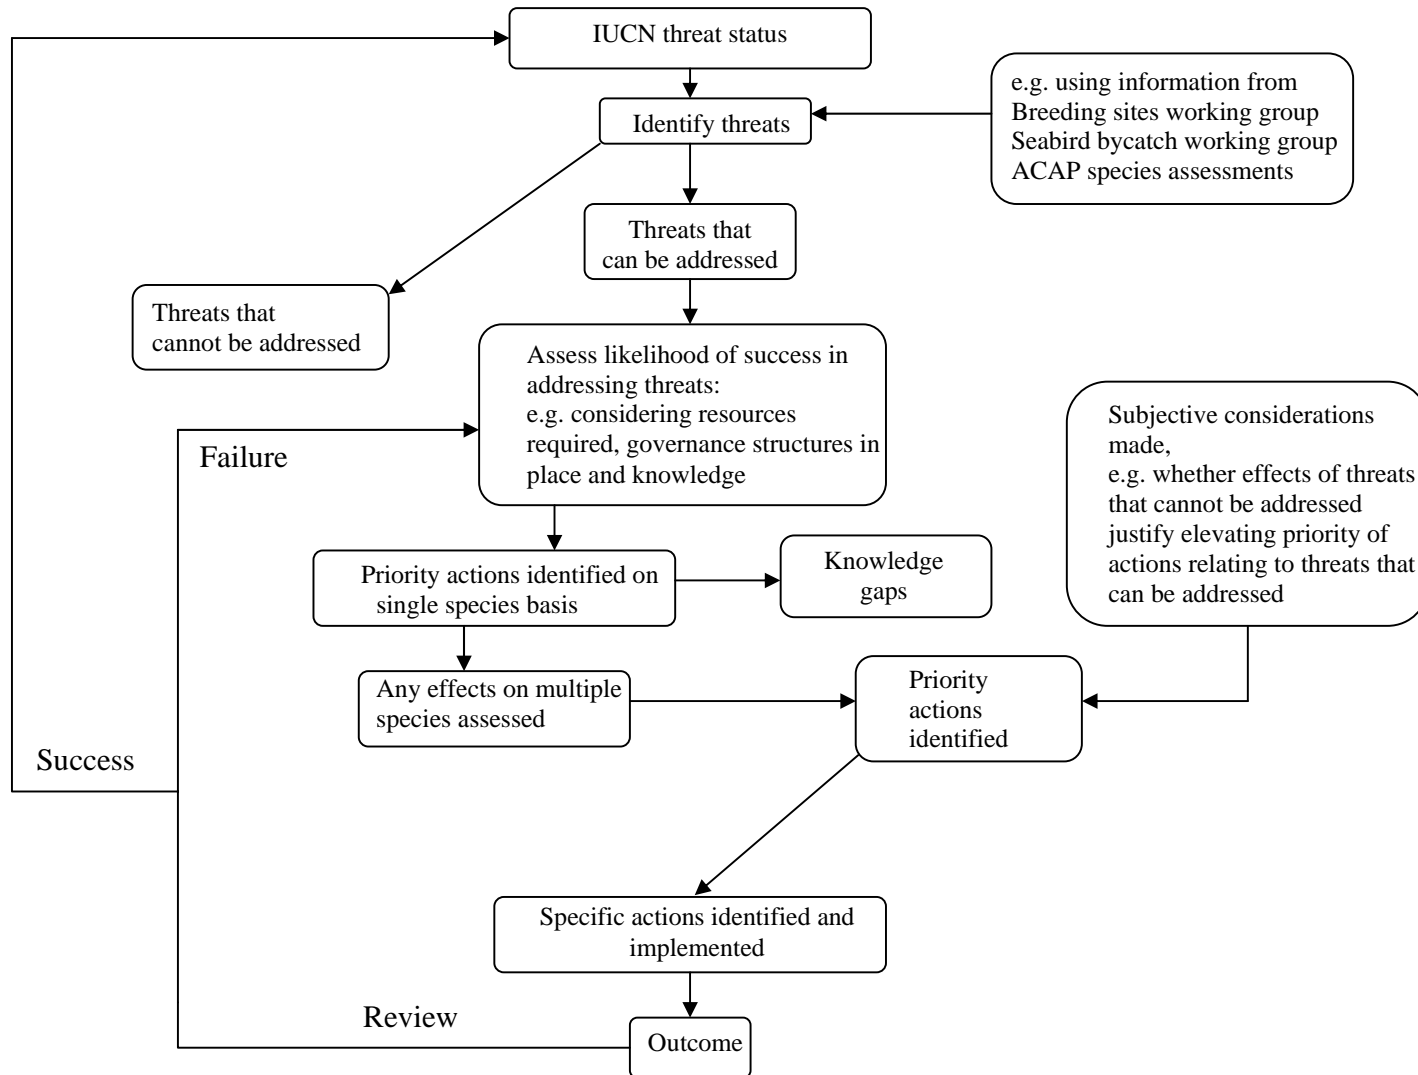 IUCN threat status
e.g. using information from
Breeding sites working group
Seabird bycatch working group
ACAP species assessments
Identify threats
Threats that
can be addressed
Threats that
cannot be addressed
Assess likelihood of success in
addressing threats:
e.g. considering resources
required, governance structures in
place and knowledge
Subjective considerations
made,
e.g. whether effects of threats
that cannot be addressed
justify elevating priority of
actions relating to threats that
can be addressed
Failure
Priority actions identified on
single species basis
Knowledge
gaps
Any effects on multiple
species assessed
Priority
actions
identified
Success
Specific actions identified and
implemented
Review
Outcome